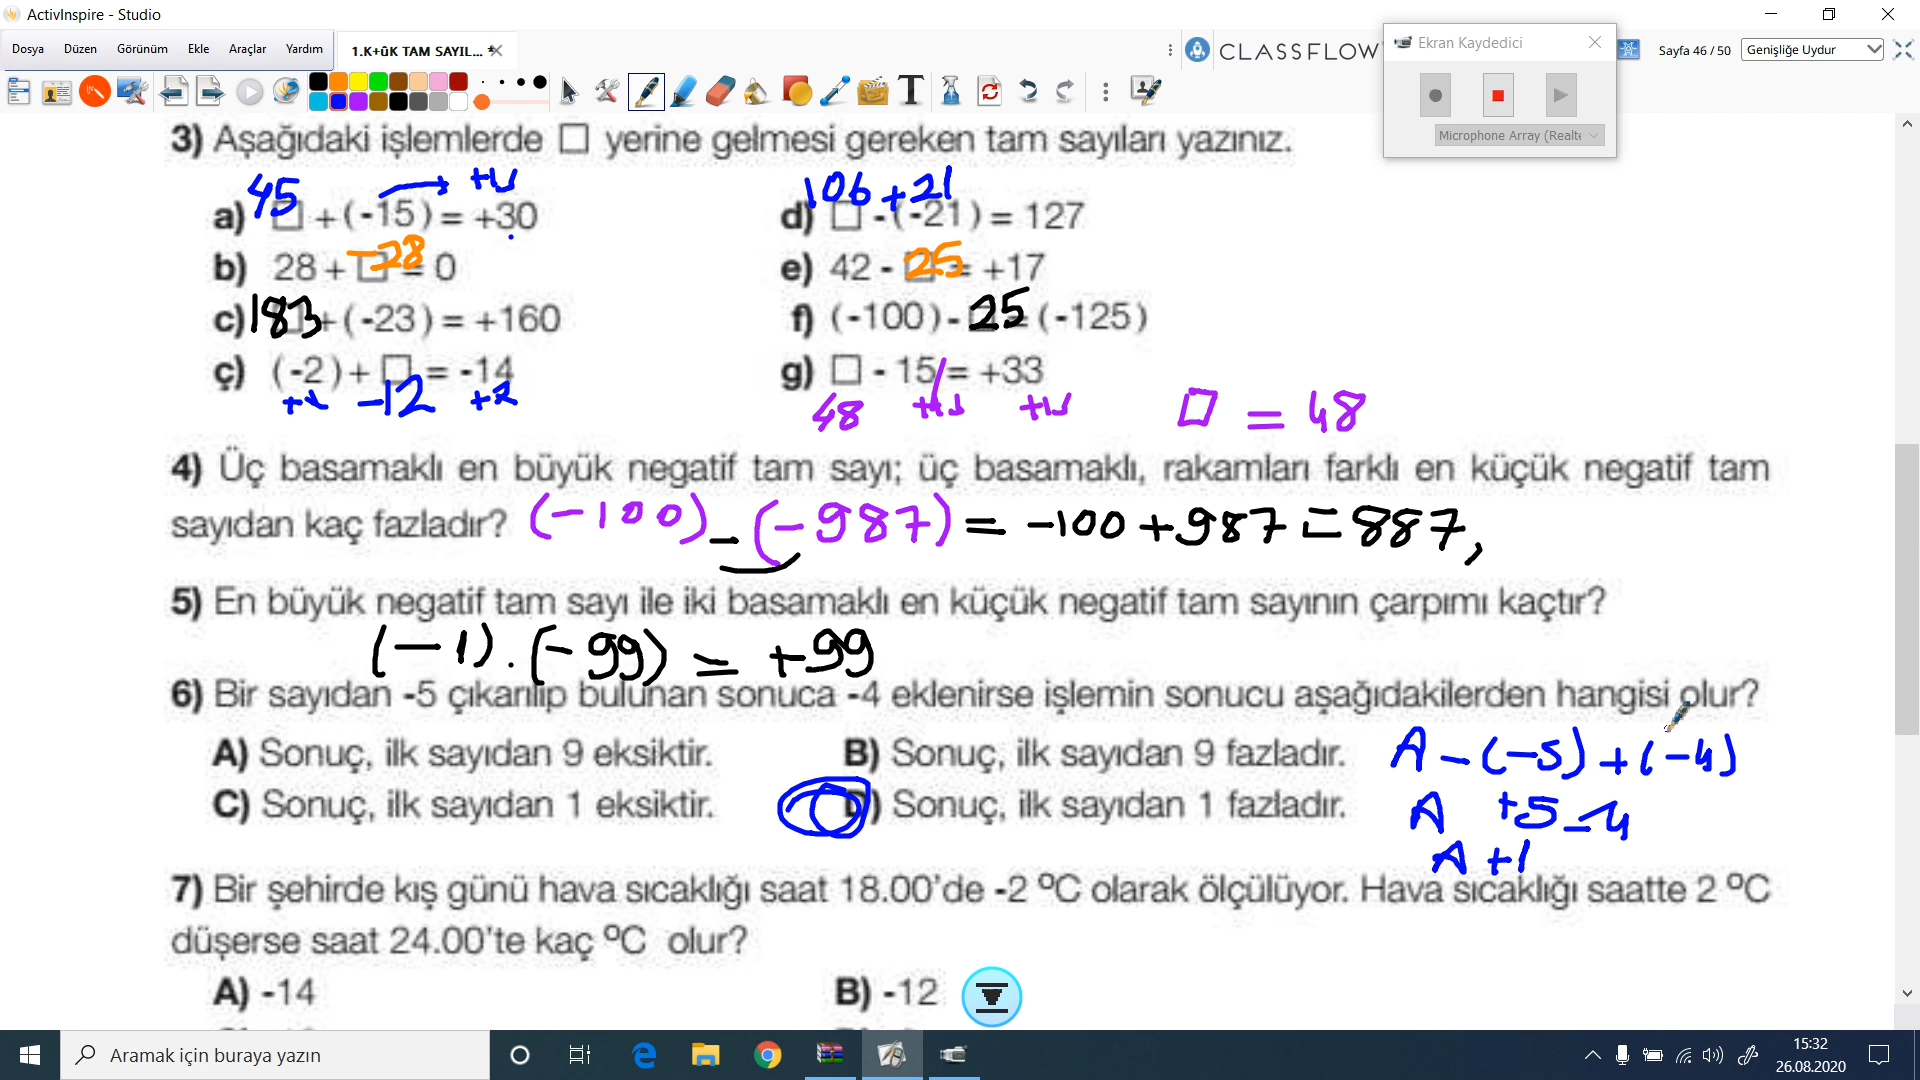 ActivInspire - Studio
Dosya Düzen Görünüm Ekle Araçlar Yardım
1.K+ûK TAM SAYIL... *
CLASSFLOW
Ekran Kaydedici
Sayfa 46 / 50
Genişliğe Uydur
Microphone Array (Realte
3) Aşağıdaki işlemlerde □ yerine gelmesi gereken tam sayıları yazınız.
45
a) □ +(-15)= +30
106 +21
d) □ -(-21) = 127
b) 28 + □ = 0
-28
e) 42 - □ = +17
25
c) □ +(-23)= +160
183
f) (-100)- □ = (-125)
25
ç) (-2)+ □ = -14
-12 +2
g) □ - 15 = +33
48
□ = 48
4) Üç basamaklı en büyük negatif tam sayı; üç basamaklı, rakamları farklı en küçük negatif tam
sayıdan kaç fazladır? (-100) - (-987) = -100 + 987 = 887,
5) En büyük negatif tam sayı ile iki basamaklı en küçük negatif tam sayının çarpımı kaçtır?
(-1) . (-99) = +99
6) Bir sayıdan -5 çıkarılıp bulunan sonuca -4 eklenirse işlemin sonucu aşağıdakilerden hangisi olur?
A) Sonuç, ilk sayıdan 9 eksiktir. B) Sonuç, ilk sayıdan 9 fazladır.
A - (-5) + (-4)
C) Sonuç, ilk sayıdan 1 eksiktir. D) Sonuç, ilk sayıdan 1 fazladır.
A +5 -4
A +1
7) Bir şehirde kış günü hava sıcaklığı saat 18.00'de -2 ºC olarak ölçülüyor. Hava sıcaklığı saatte 2 ºC
düşerse saat 24.00'te kaç ºC olur?
A) -14 B) -12
Aramak için buraya yazın
15:32
26.08.2020